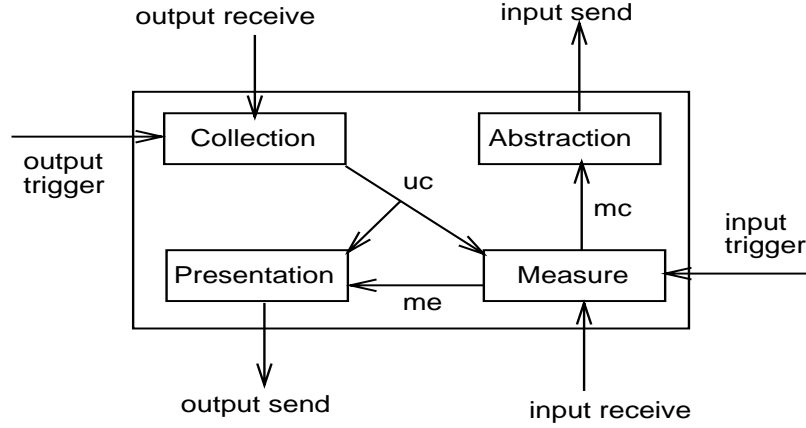 output receive
input send
Collection
Abstraction
output
trigger
uc
mc
input
trigger
Presentation
Measure
me
output send
input receive